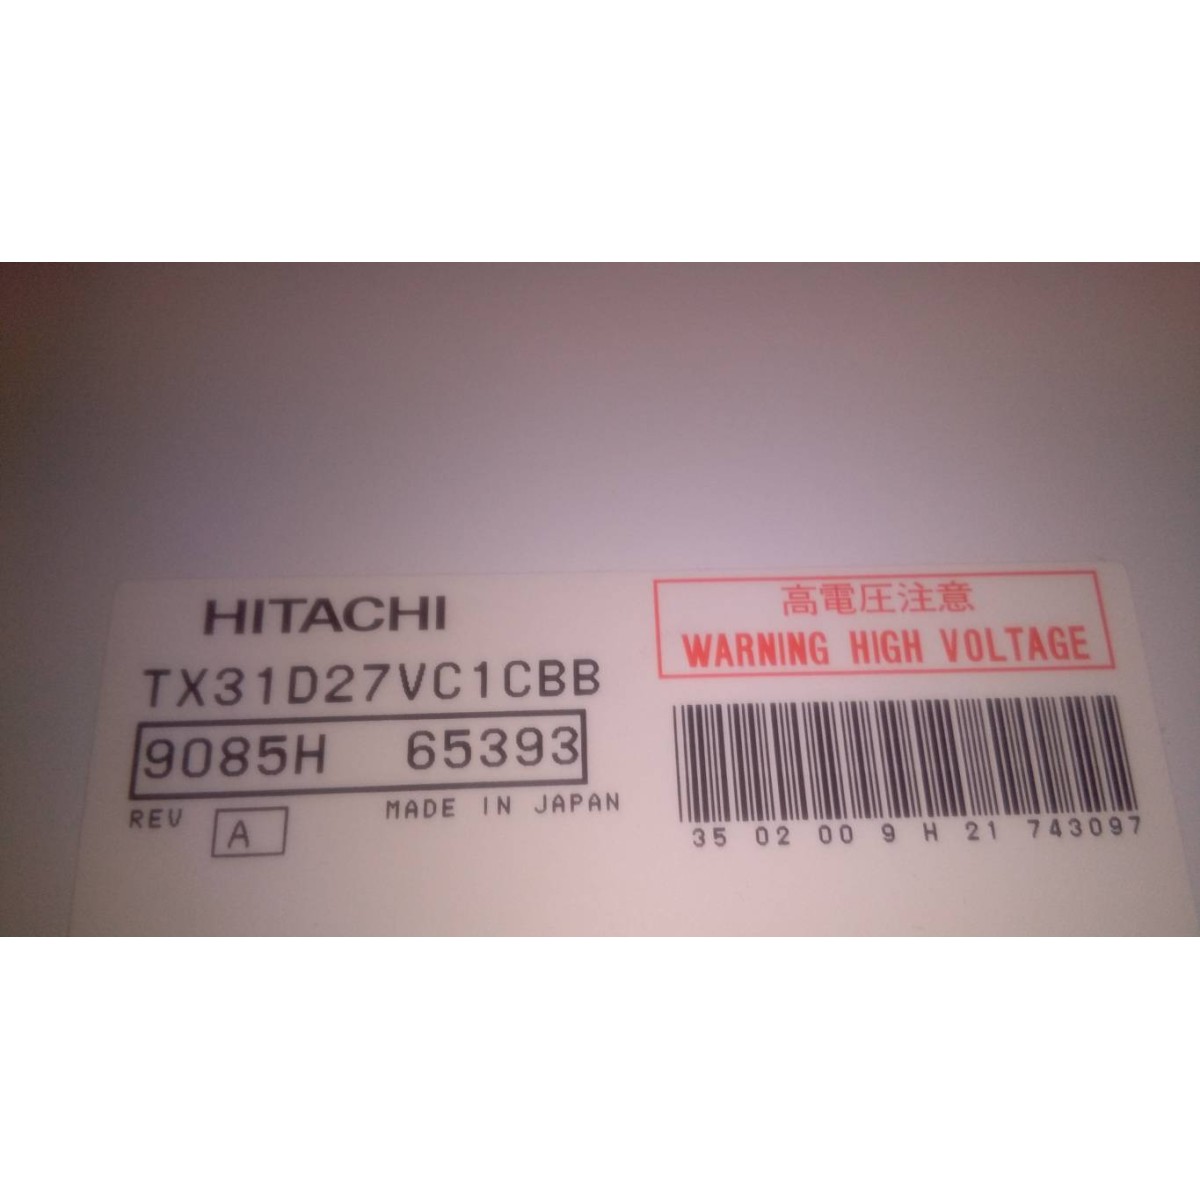 HITACHI
TX31D27VC1CBB
9085H 65393
REV A MADE IN JAPAN
高電圧注意
WARNING HIGH VOLTAGE
35 02 00 9 H 21 743097